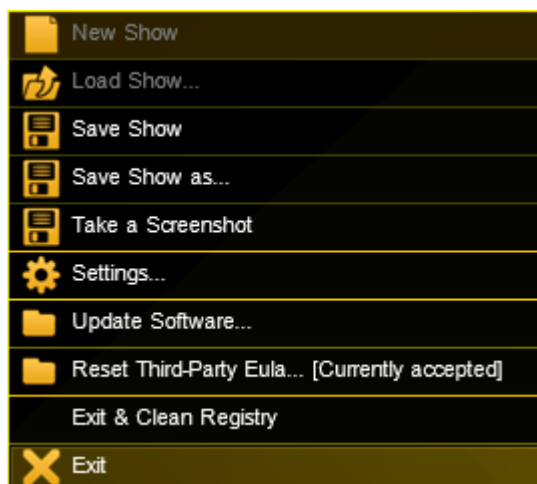 New Show
Load Show...
Save Show
Save Show as...
Take a Screenshot
Settings...
Update Software...
Reset Third-Party Eula... [Currently accepted]
Exit & Clean Registry
Exit